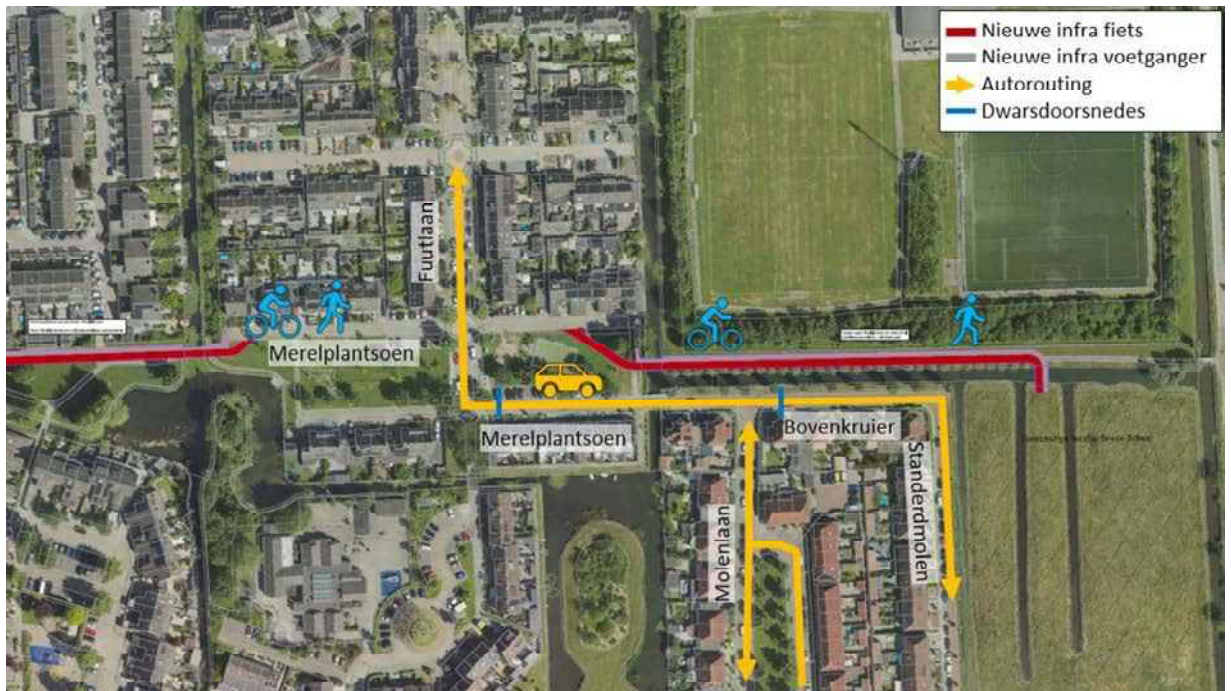 Nieuwe infra fiets
Nieuwe infra voetganger
Autorouting
Dwarsdoorsnedes
Fuutlaan
Merelplantsoen
Merelplantsoen
Bovenkruier
Molenlaan
Standerdmolen